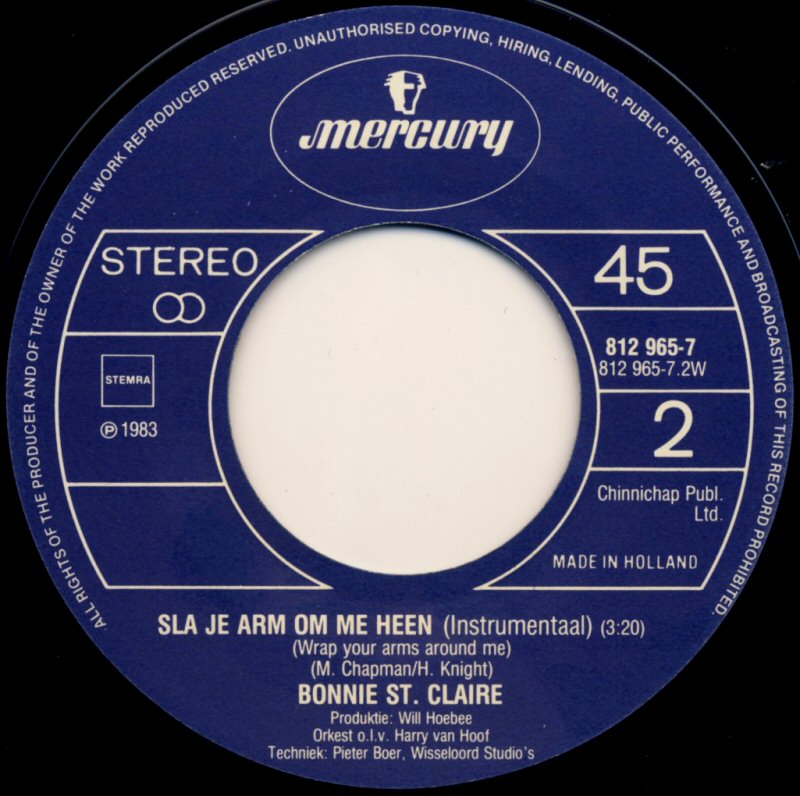 ALL RIGHTS OF THE PRODUCER AND OF THE OWNER OF THE WORK REPRODUCED RESERVED. UNAUTHORISED COPYING, HIRING, LENDING, PUBLIC PERFORMANCE AND BROADCASTING OF THIS RECORD PROHIBITED.
mercury
STEREO
45
812 965-7
812 965-7.2W
STEMRA
℗ 1983
2
Chinnichap Publ.
Ltd.
MADE IN HOLLAND
SLA JE ARM OM ME HEEN (Instrumentaal) (3:20)
(Wrap your arms around me)
(M. Chapman/H. Knight)
BONNIE ST. CLAIRE
Produktie: Will Hoebee
Orkest o.l.v. Harry van Hoof
Techniek: Pieter Boer, Wisseloord Studio's